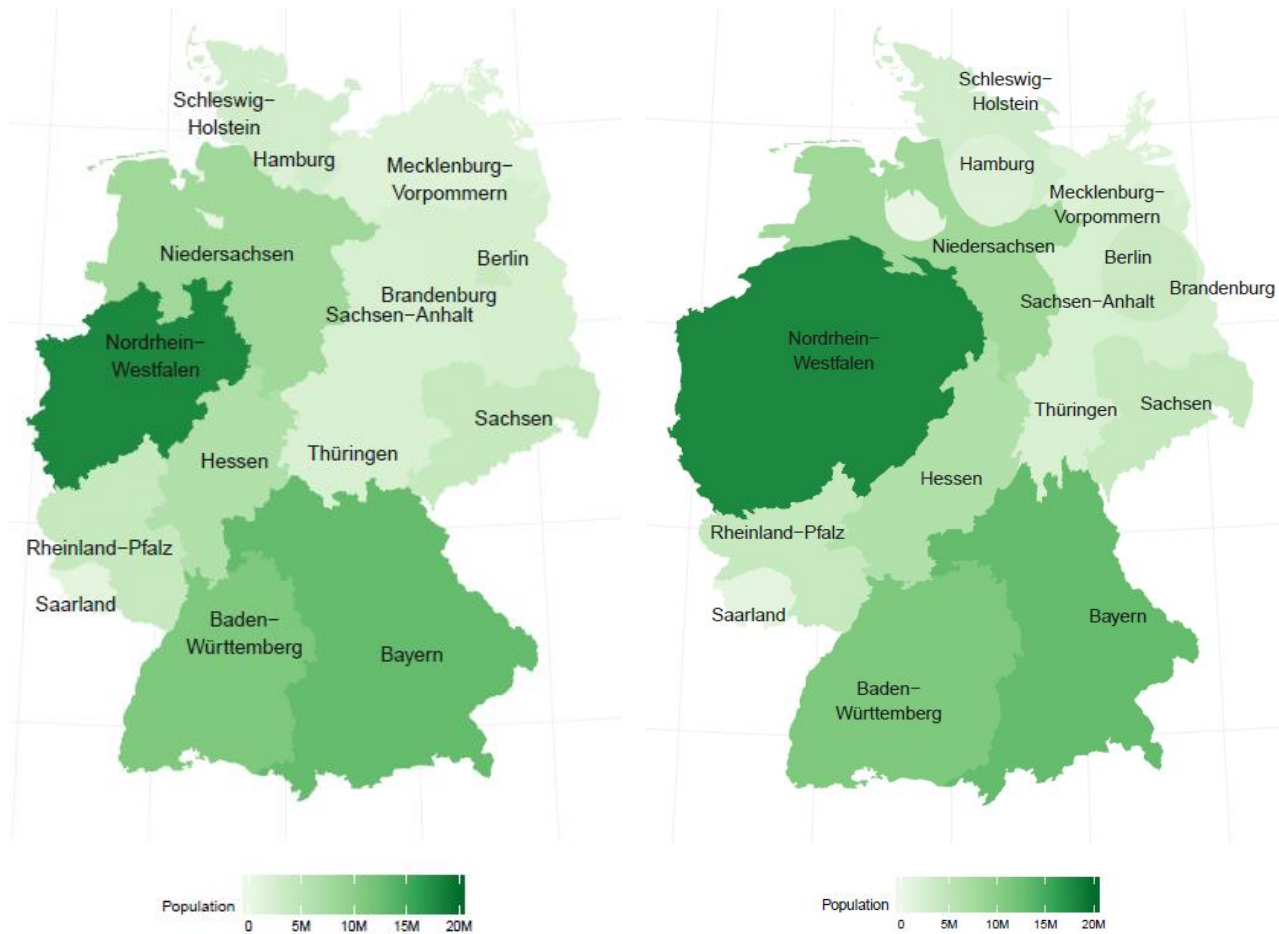 Schleswig−
Holstein
Hamburg
Mecklenburg−
Vorpommern
Niedersachsen
Berlin
Brandenburg
Sachsen−Anhalt
Nordrhein−
Westfalen
Sachsen
Hessen
Thüringen
Rheinland−Pfalz
Saarland
Baden−
Württemberg
Bayern
Population
0 5M 10M 15M 20M
Schleswig−
Holstein
Hamburg
Mecklenburg−
Vorpommern
Niedersachsen
Berlin
Brandenburg
Sachsen−Anhalt
Nordrhein−
Westfalen
Thüringen
Sachsen
Hessen
Rheinland−Pfalz
Saarland
Bayern
Baden−
Württemberg
Population
0 5M 10M 15M 20M